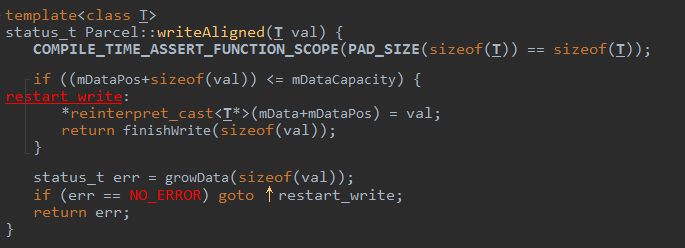 template<class T>
status_t Parcel::writeAligned(T val) {
COMPILE_TIME_ASSERT_FUNCTION_SCOPE(PAD_SIZE(sizeof(T)) == sizeof(T));
if ((mDataPos+sizeof(val)) <= mDataCapacity) {
restart_write:
*reinterpret_cast<T*>(mData+mDataPos) = val;
return finishWrite(sizeof(val));
}
status_t err = growData(sizeof(val));
if (err == NO_ERROR) goto ↑restart_write;
return err;
}